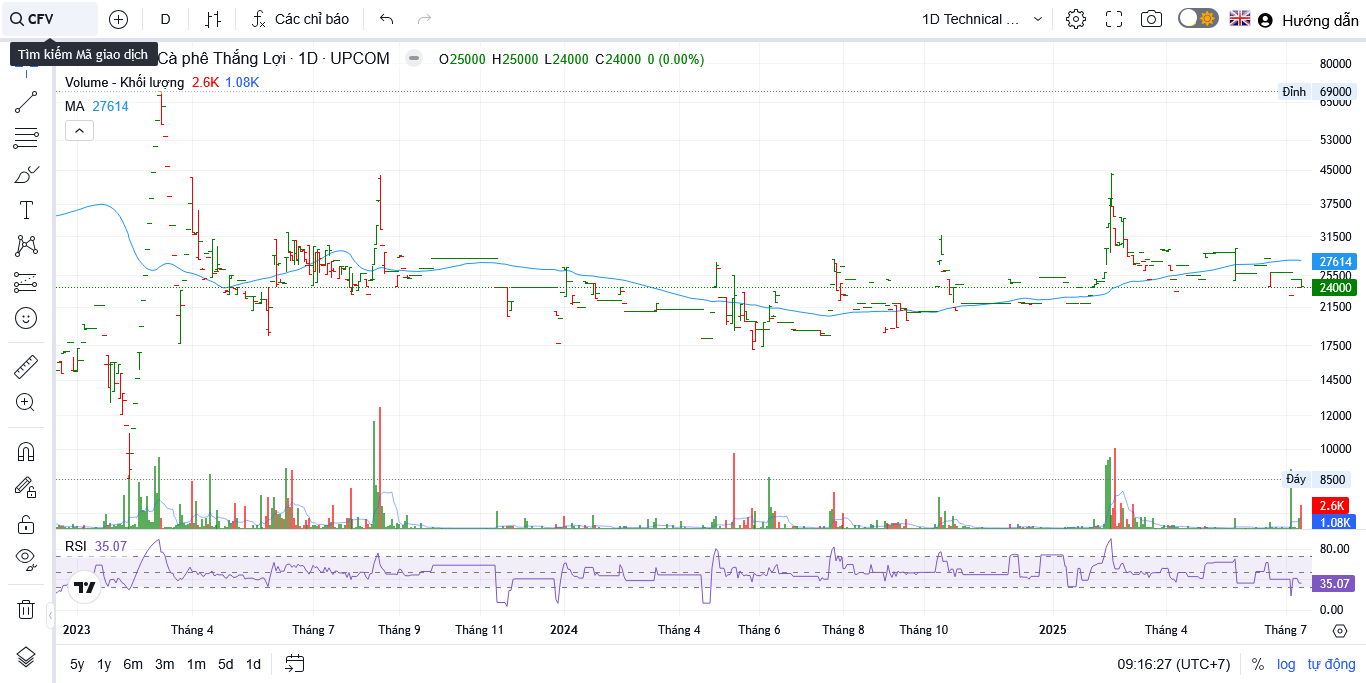 CFV
D
Các chỉ báo
1D Technical ...
Hướng dẫn
Tìm kiếm Mã giao dịch
Cà phê Thắng Lợi · 1D · UPCOM
O25000 H25000 L24000 C24000 0 (0.00%)
Volume - Khối lượng 2.6K 1.08K
MA 27614
80000
Đỉnh 69000
65000
53000
45000
37500
31500
27614
25500
24000
21500
17500
14500
12000
10000
Đáy 8500
2.6K
1.08K
RSI 35.07
80.00
35.07
0.00
2023 Tháng 4 Tháng 7 Tháng 9 Tháng 11 2024 Tháng 4 Tháng 6 Tháng 8 Tháng 10 2025 Tháng 4 Tháng 7
5y 1y 6m 3m 1m 5d 1d
09:16:27 (UTC+7) % log tự động